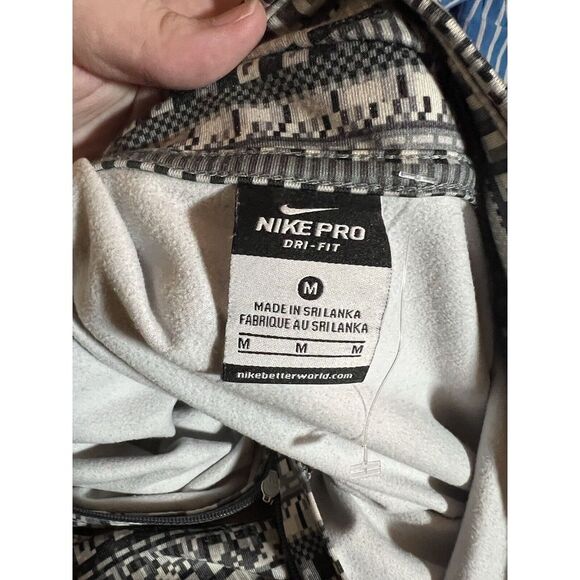 NIKE PRO
DRI-FIT
M
MADE IN SRI LANKA
FABRIQUE AU SRI LANKA
M M M
nikebetterworld.com